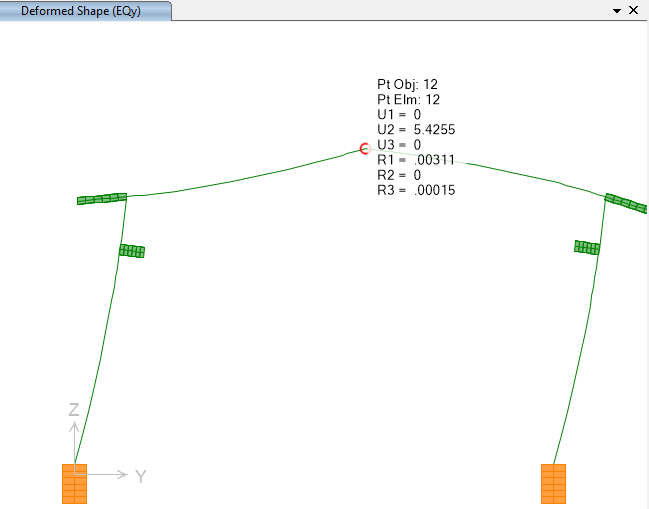 Deformed Shape (EQy)
Pt Obj: 12
Pt Elm: 12
U1 = 0
U2 = 5.4255
U3 = 0
R1 = .00311
R2 = 0
R3 = .00015
Z
Y